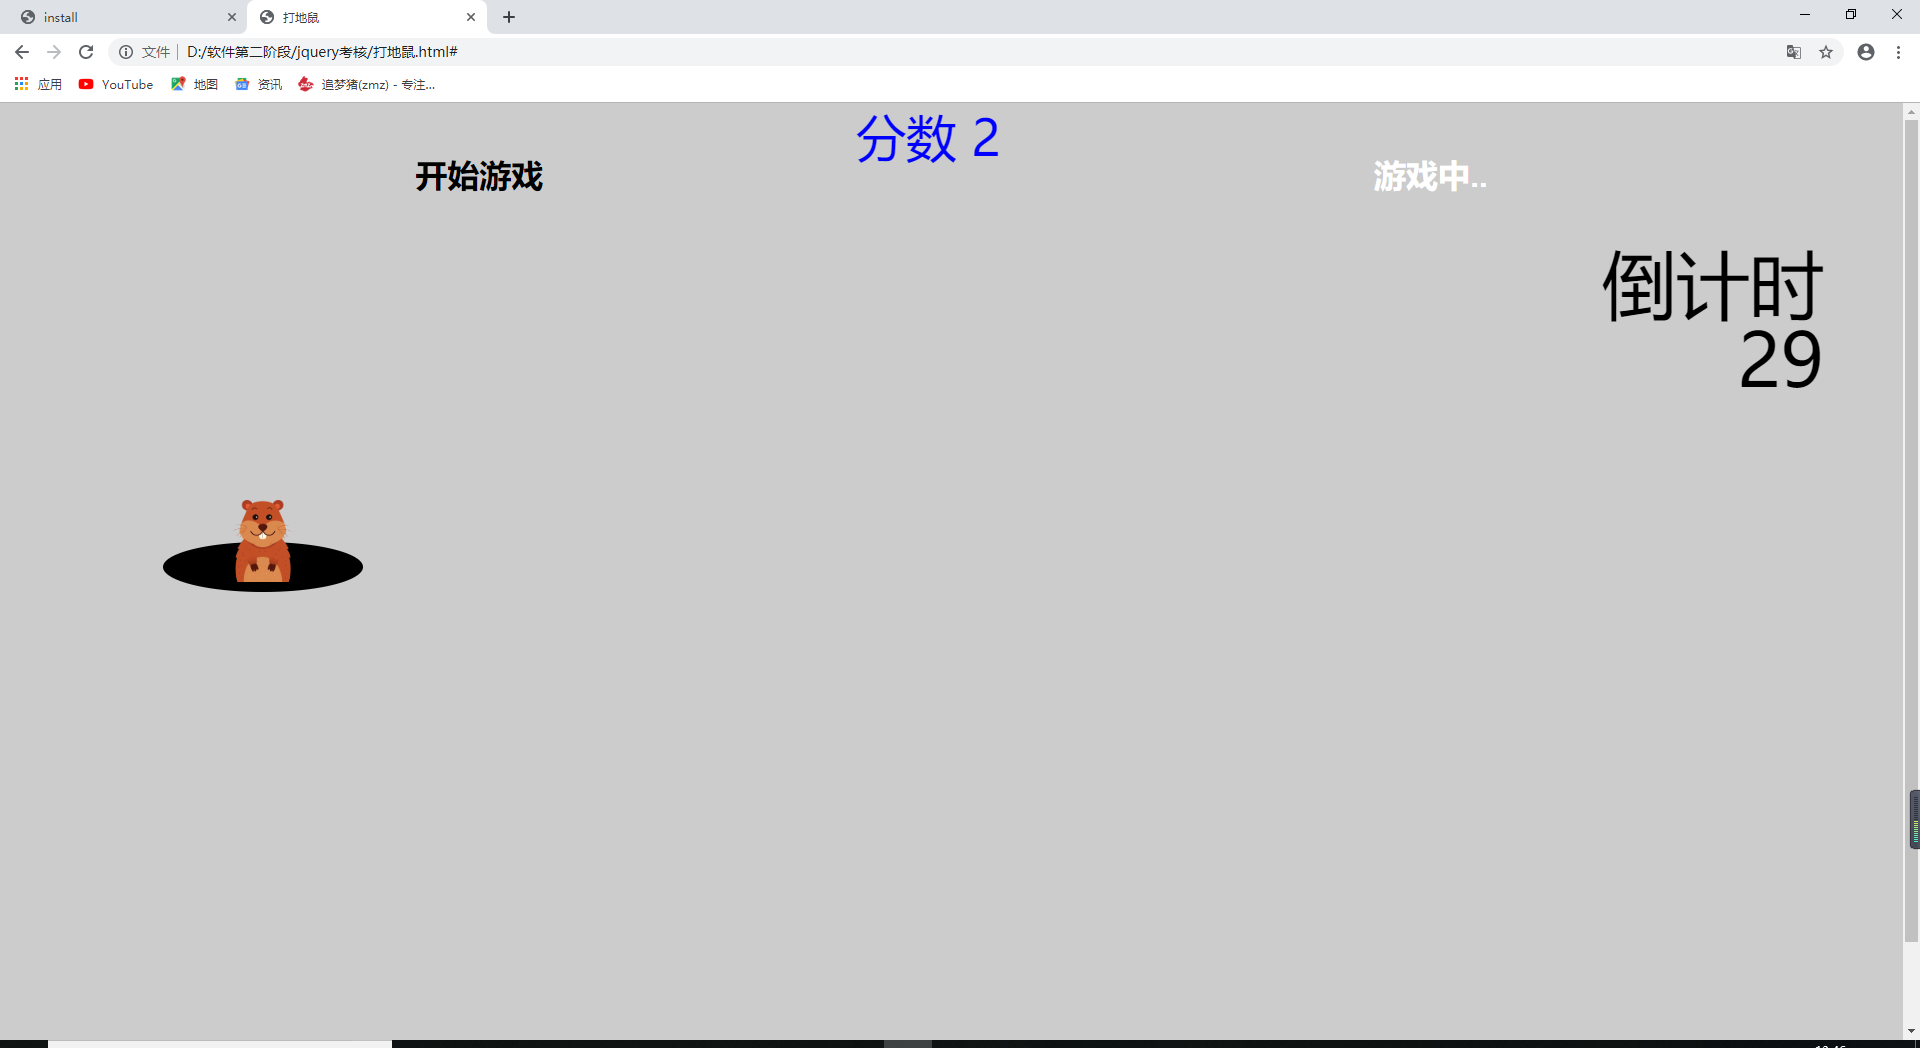 install
打地鼠
文件
D:/软件第二阶段/jquery考核/打地鼠.html#
应用
YouTube
地图
资讯
追梦猪(zmz) - 专注...
分数 2
开始游戏
游戏中..
倒计时
29